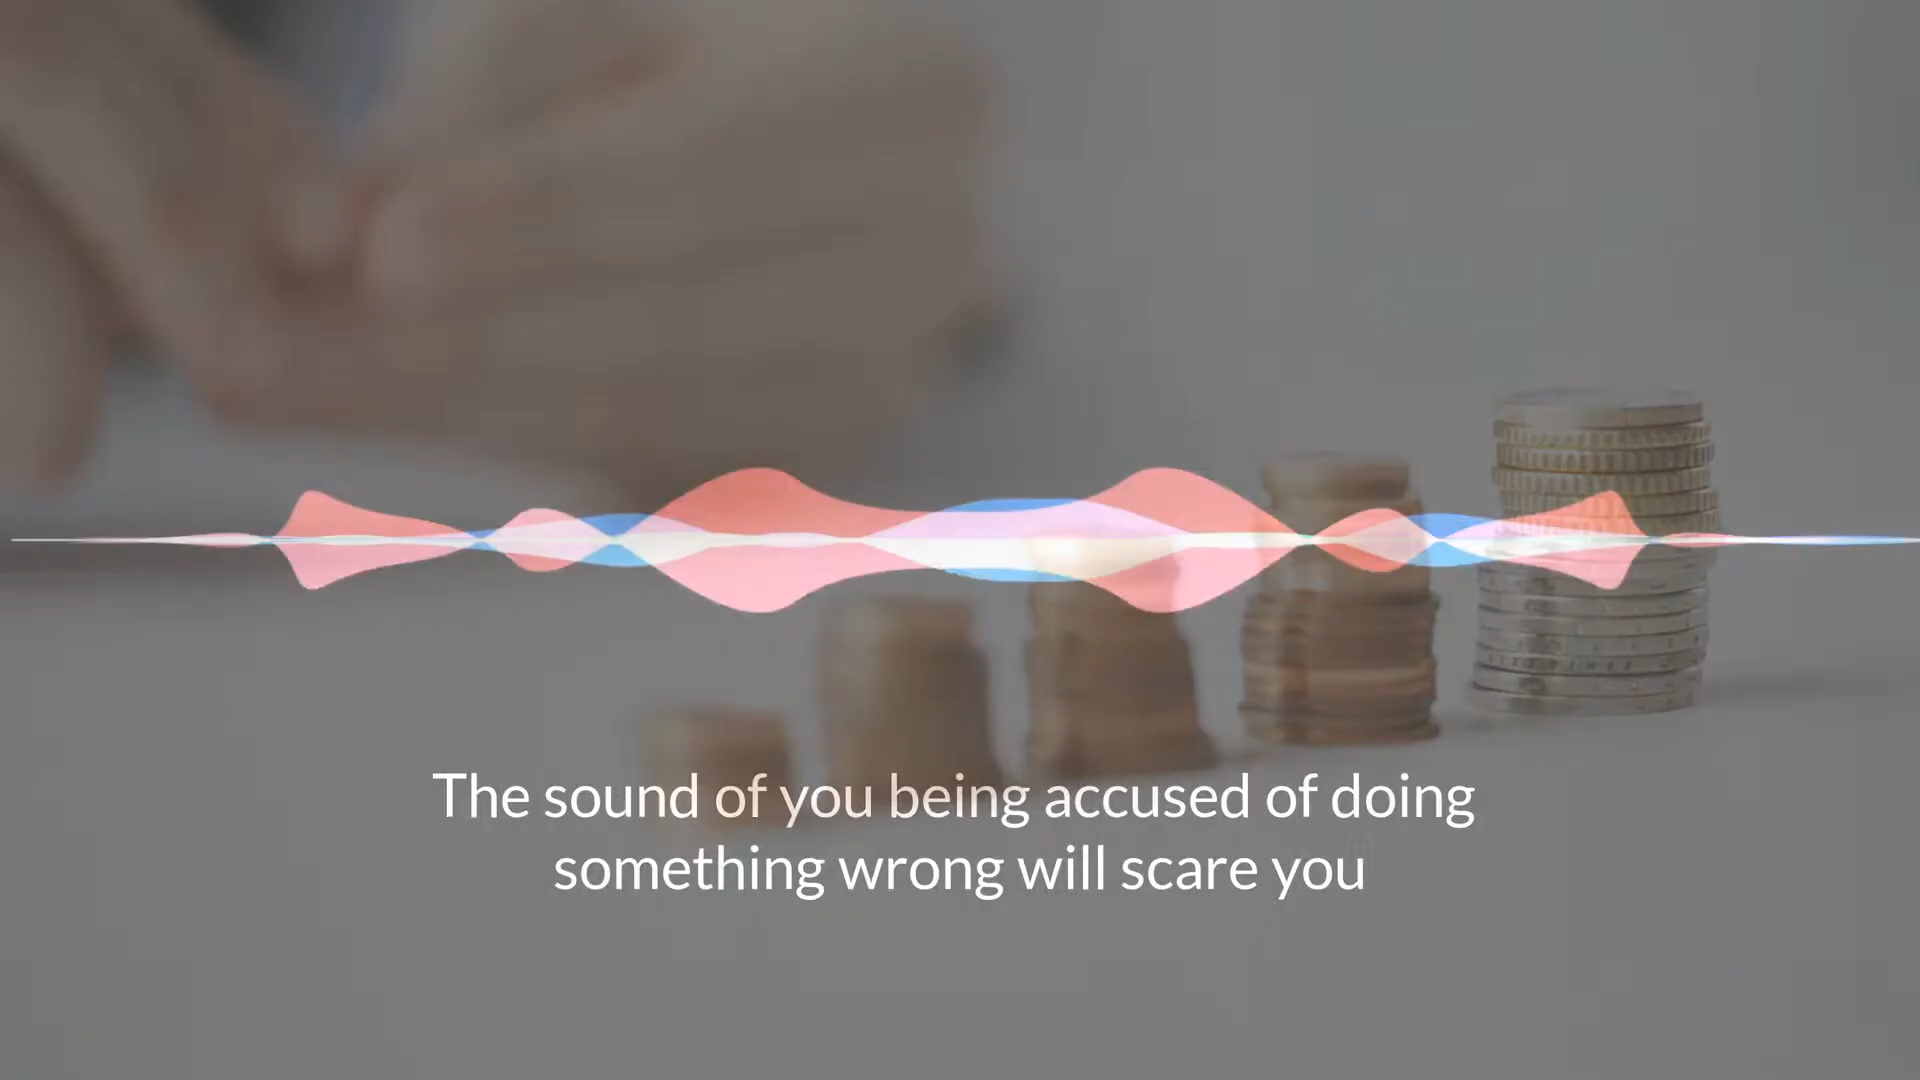 The sound of you being accused of doing
something wrong will scare you